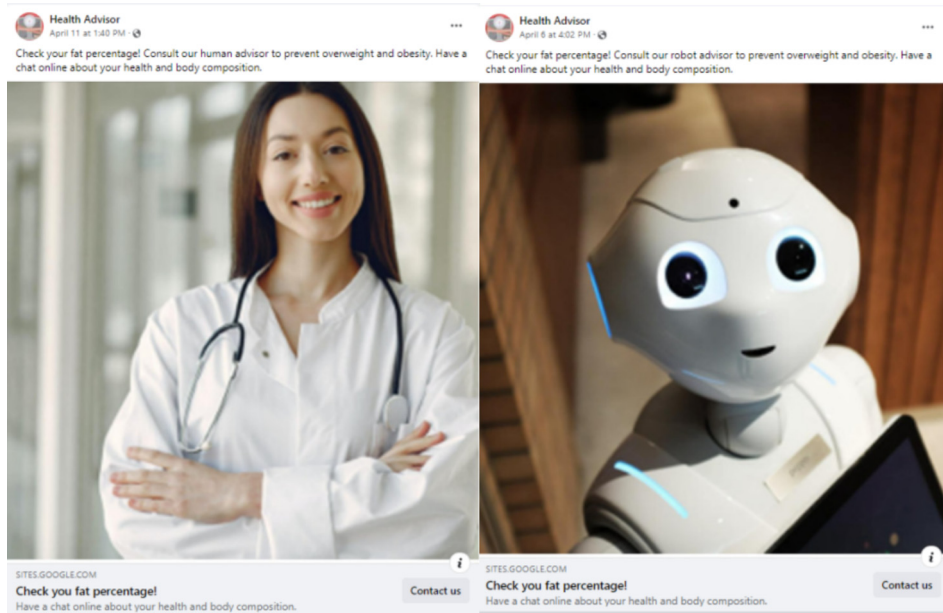 Health Advisor
April 11 at 1:40 PM ·
Check your fat percentage! Consult our human advisor to prevent overweight and obesity. Have a
chat online about your health and body composition.
SITES.GOOGLE.COM
Check you fat percentage!
Have a chat online about your health and body composition.
Contact us
Health Advisor
April 6 at 4:02 PM ·
Check your fat percentage! Consult our robot advisor to prevent overweight and obesity. Have a
chat online about your health and body composition.
SITES.GOOGLE.COM
Check you fat percentage!
Have a chat online about your health and body composition.
Contact us